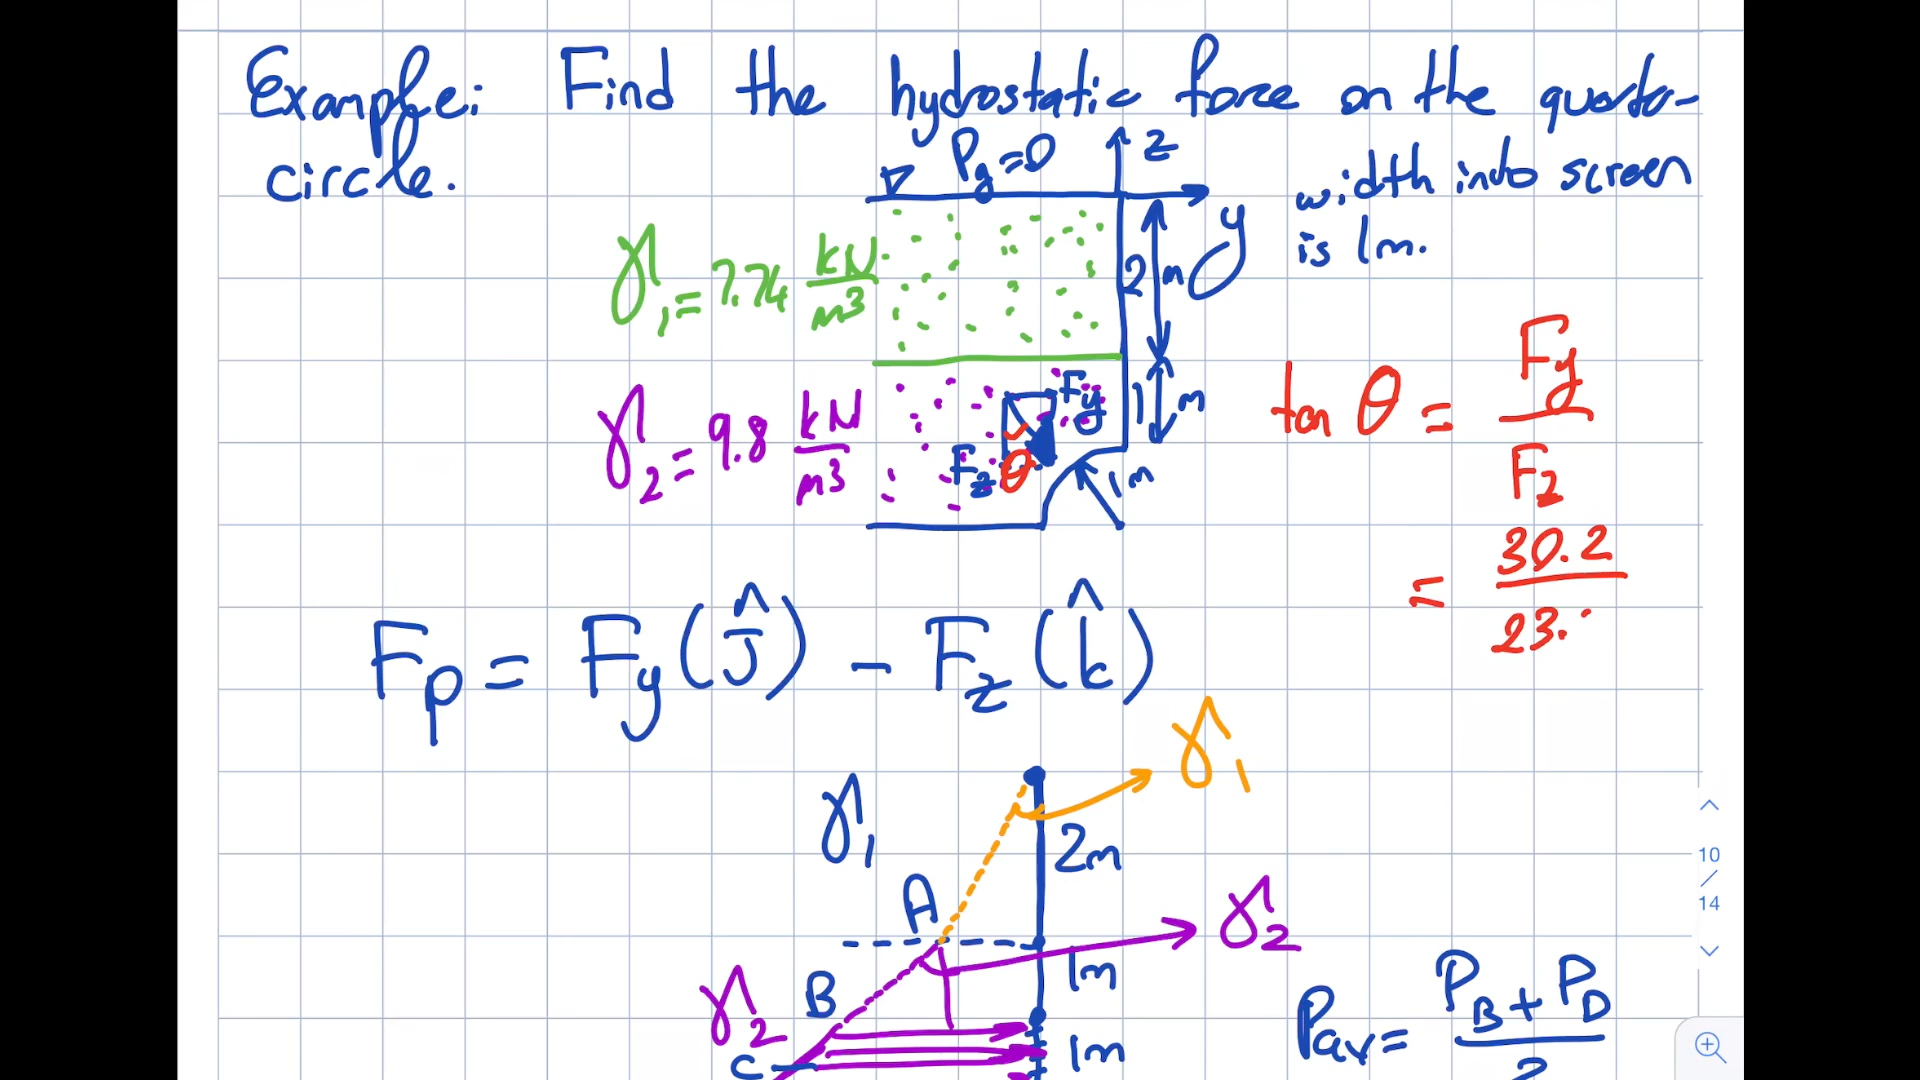 Example: Find the hydrostatic force on the quarter-
circle.
Pg=0
z
width into screen
is 1m.
y
γ1 = 7.74 kN/m3
2m
γ2 = 9.8 kN/m3
Fy
1m
Fz
θ
1m
tan θ = Fy/Fz
= 30.2/23.
Fp = Fy(ĵ) - Fz(k̂)
γ1
γ1
2m
A
γ2
B
1m
γ2
C
1m
Pav = PB + PD / 2
10
/
14